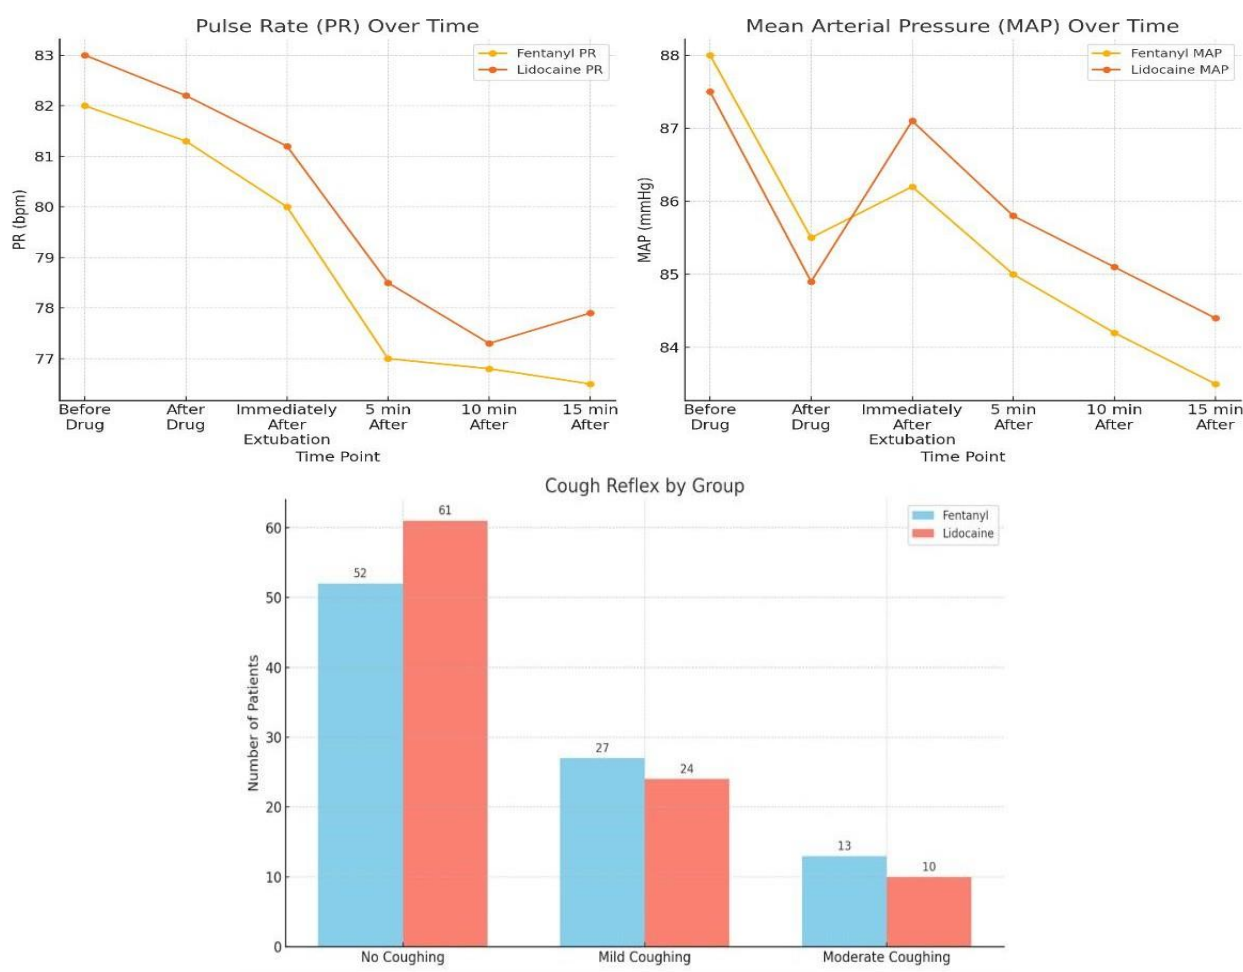 Pulse Rate (PR) Over Time
Fentanyl PR
Lidocaine PR
83
82
81
80
79
78
77
PR (bpm)
Before Drug
After Drug
Immediately After Extubation
5 min After
10 min After
15 min After
Time Point
Mean Arterial Pressure (MAP) Over Time
Fentanyl MAP
Lidocaine MAP
88
87
86
85
84
MAP (mmHg)
Before Drug
After Drug
Immediately After Extubation
5 min After
10 min After
15 min After
Time Point
Cough Reflex by Group
Fentanyl
Lidocaine
60
50
40
30
20
10
0
Number of Patients
52
61
27
24
13
10
No Coughing
Mild Coughing
Moderate Coughing